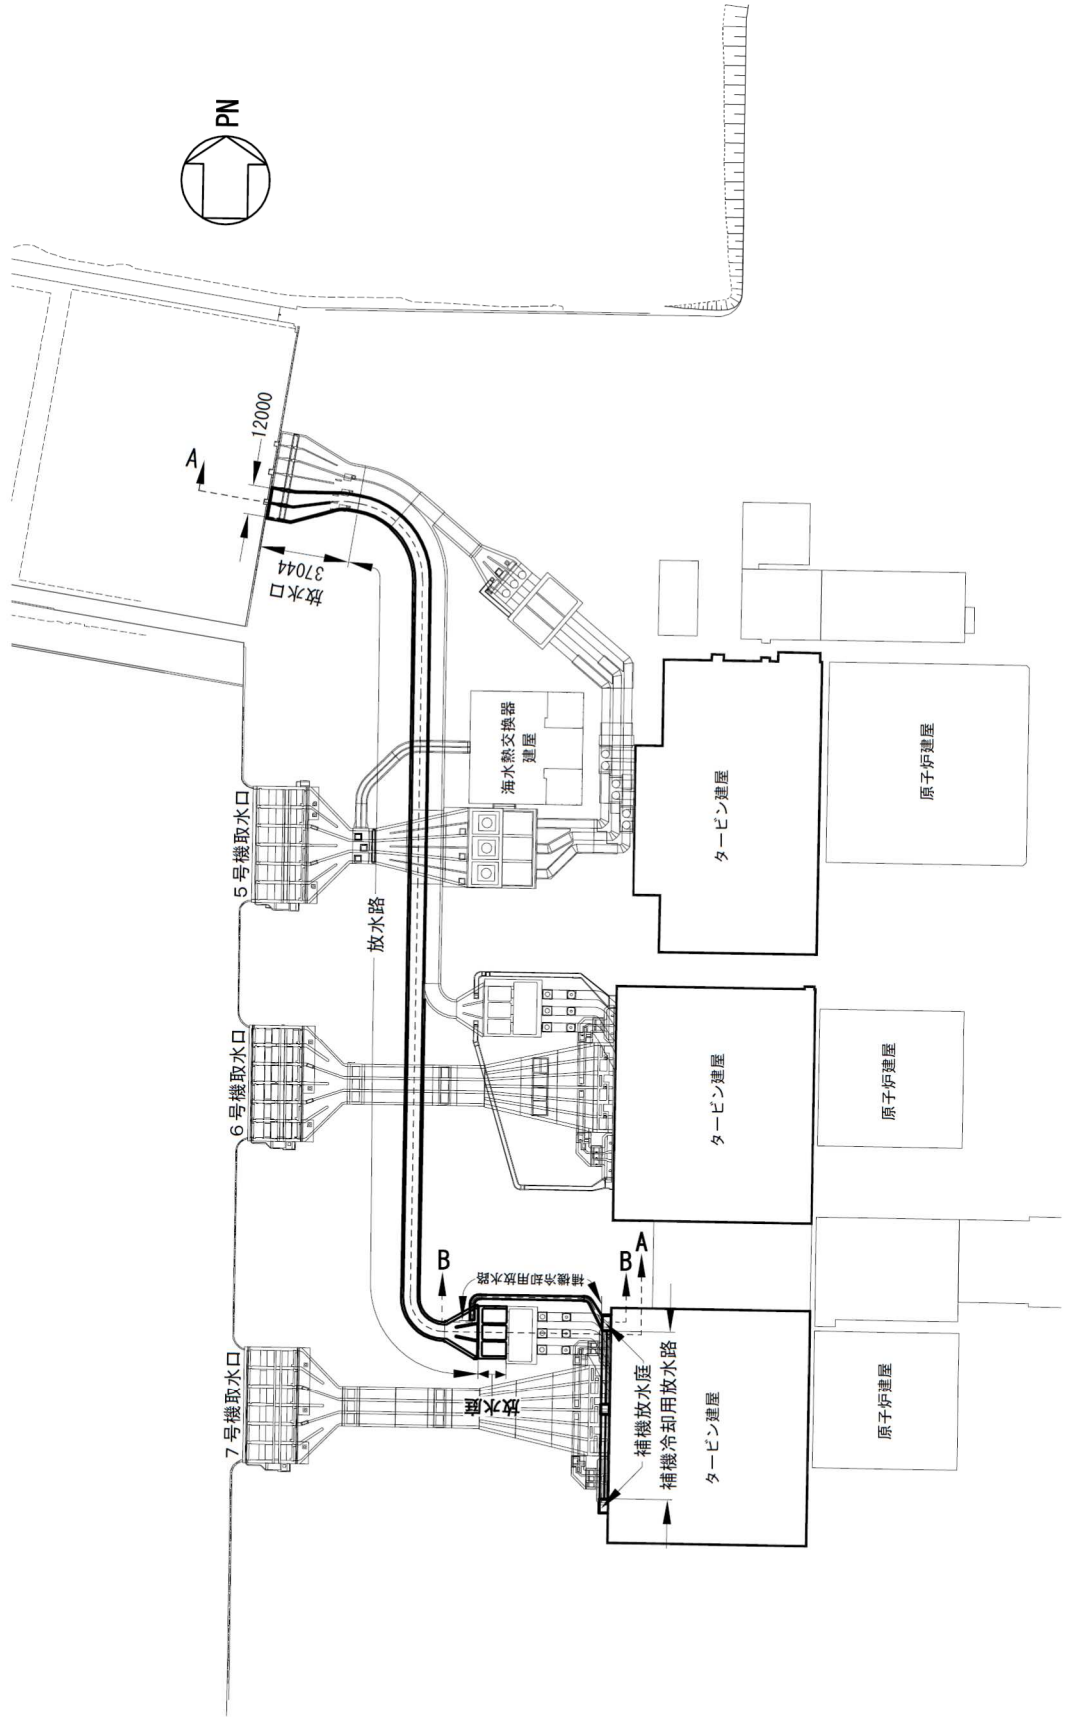 PN
A
12000
37044
放水口
5号機取水口
6号機取水口
7号機取水口
放水路
海水熱交換器
建屋
タービン建屋
原子炉建屋
タービン建屋
原子炉建屋
B
補機冷却用放水路
B
A
放水庭
補機放水庭
補機冷却用放水路
タービン建屋
原子炉建屋